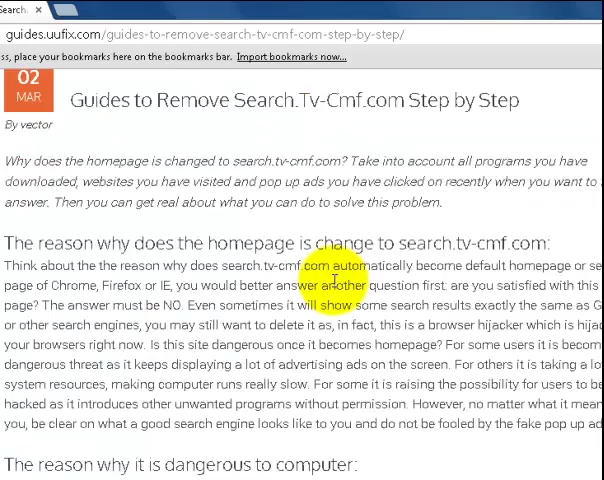 Search.
guides.uufix.com/guides-to-remove-search-tv-cmf-com-step-by-step/
ss, place your bookmarks here on the bookmarks bar. Import bookmarks now...
02
MAR
Guides to Remove Search.Tv-Cmf.com Step by Step
By vector
Why does the homepage is changed to search.tv-cmf.com? Take into account all programs you have
downloaded, websites you have visited and pop up ads you have clicked on recently when you want to
answer. Then you can get real about what you can do to solve this problem.
The reason why does the homepage is change to search.tv-cmf.com:
Think about the the reason why does search.tv-cmf.com automatically become default homepage or se
page of Chrome, Firefox or IE, you would better answer another question first: are you satisfied with this
page? The answer must be NO. Even sometimes it will show some search results exactly the same as G
or other search engines, you may still want to delete it as, in fact, this is a browser hijacker which is hijac
your browsers right now. Is this site dangerous once it becomes homepage? For some users it is becom
dangerous threat as it keeps displaying a lot of advertising ads on the screen. For others it is taking a lo
system resources, making computer runs really slow. For some it is raising the possibility for users to be
hacked as it introduces other unwanted programs without permission. However, no matter what it mean
you, be clear on what a good search engine looks like to you and do not be fooled by the fake pop up ad
The reason why it is dangerous to computer: